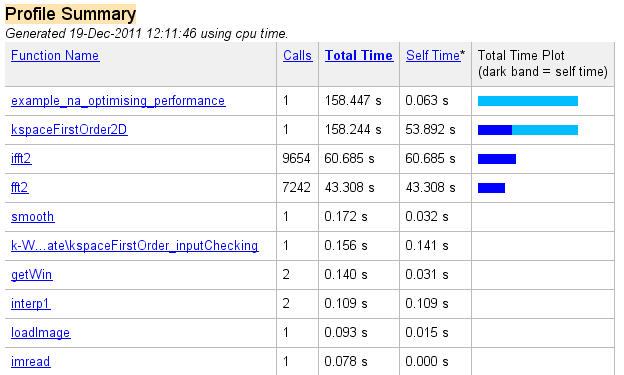 Profile Summary
Generated 19-Dec-2011 12:11:46 using cpu time.
Function Name Calls Total Time Self Time* Total Time Plot
(dark band = self time)
example_na_optimising_performance 1 158.447 s 0.063 s
kspaceFirstOrder2D 1 158.244 s 53.892 s
ifft2 9654 60.685 s 60.685 s
fft2 7242 43.308 s 43.308 s
smooth 1 0.172 s 0.032 s
k-W...ate\kspaceFirstOrder_inputChecking 1 0.156 s 0.141 s
getWin 2 0.140 s 0.031 s
interp1 2 0.109 s 0.109 s
loadImage 1 0.093 s 0.015 s
imread 1 0.078 s 0.000 s